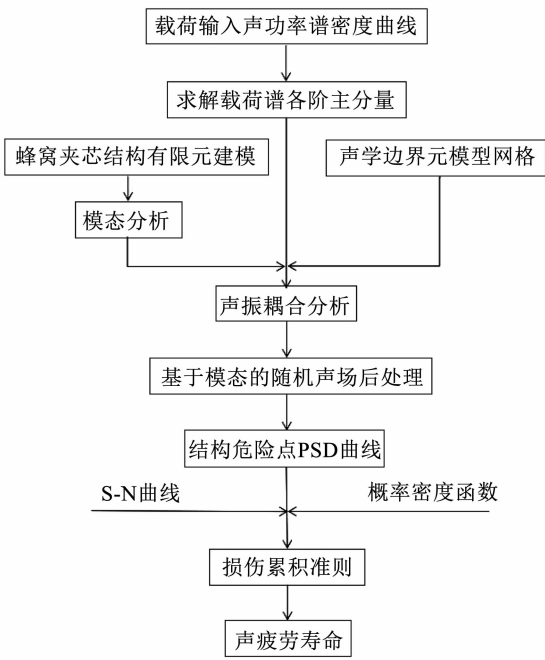 载荷输入声功率谱密度曲线
求解载荷谱各阶主分量
蜂窝夹芯结构有限元建模
声学边界元模型网格
模态分析
声振耦合分析
基于模态的随机声场后处理
结构危险点PSD曲线
S-N曲线
概率密度函数
损伤累积准则
声疲劳寿命